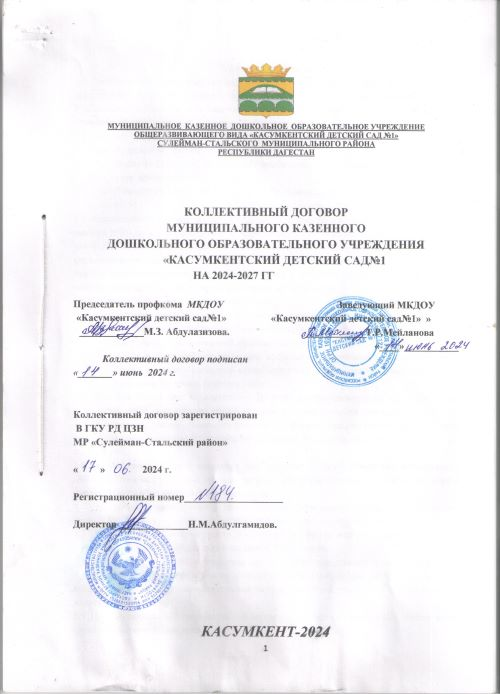 МУНИЦИПАЛЬНОЕ КАЗЕННОЕ ДОШКОЛЬНОЕ ОБРАЗОВАТЕЛЬНОЕ УЧРЕЖДЕНИЕ
ОБЩЕРАЗВИВАЮЩЕГО ВИДА «КАСУМКЕНТСКИЙ ДЕТСКИЙ САД №1»
СУЛЕЙМАН-СТАЛЬСКОГО МУНИЦИПАЛЬНОГО РАЙОНА
РЕСПУБЛИКИ ДАГЕСТАН
КОЛЛЕКТИВНЫЙ ДОГОВОР
МУНИЦИПАЛЬНОГО КАЗЕННОГО
ДОШКОЛЬНОГО ОБРАЗОВАТЕЛЬНОГО УЧРЕЖДЕНИЯ
«КАСУМКЕНТСКИЙ ДЕТСКИЙ САД№1
НА 2024-2027 ГГ
Председатель профкома МКДОУ Заведующий МКДОУ
«Касумкентский детский сад№1» «Касумкентский детский сад№1» »
М.З. Абдулазизова. Г.Р.Мейланова
«14» июнь 2024
Коллективный договор подписан
« 14 » июнь 2024 г.
Коллективный договор зарегистрирован
В ГКУ РД ЦЗН
МР «Сулейман-Стальский район»
« 17 » 06. 2024 г.
Регистрационный номер №184.
Директор Н.М.Абдулгамидов.
КАСУМКЕНТ-2024
1